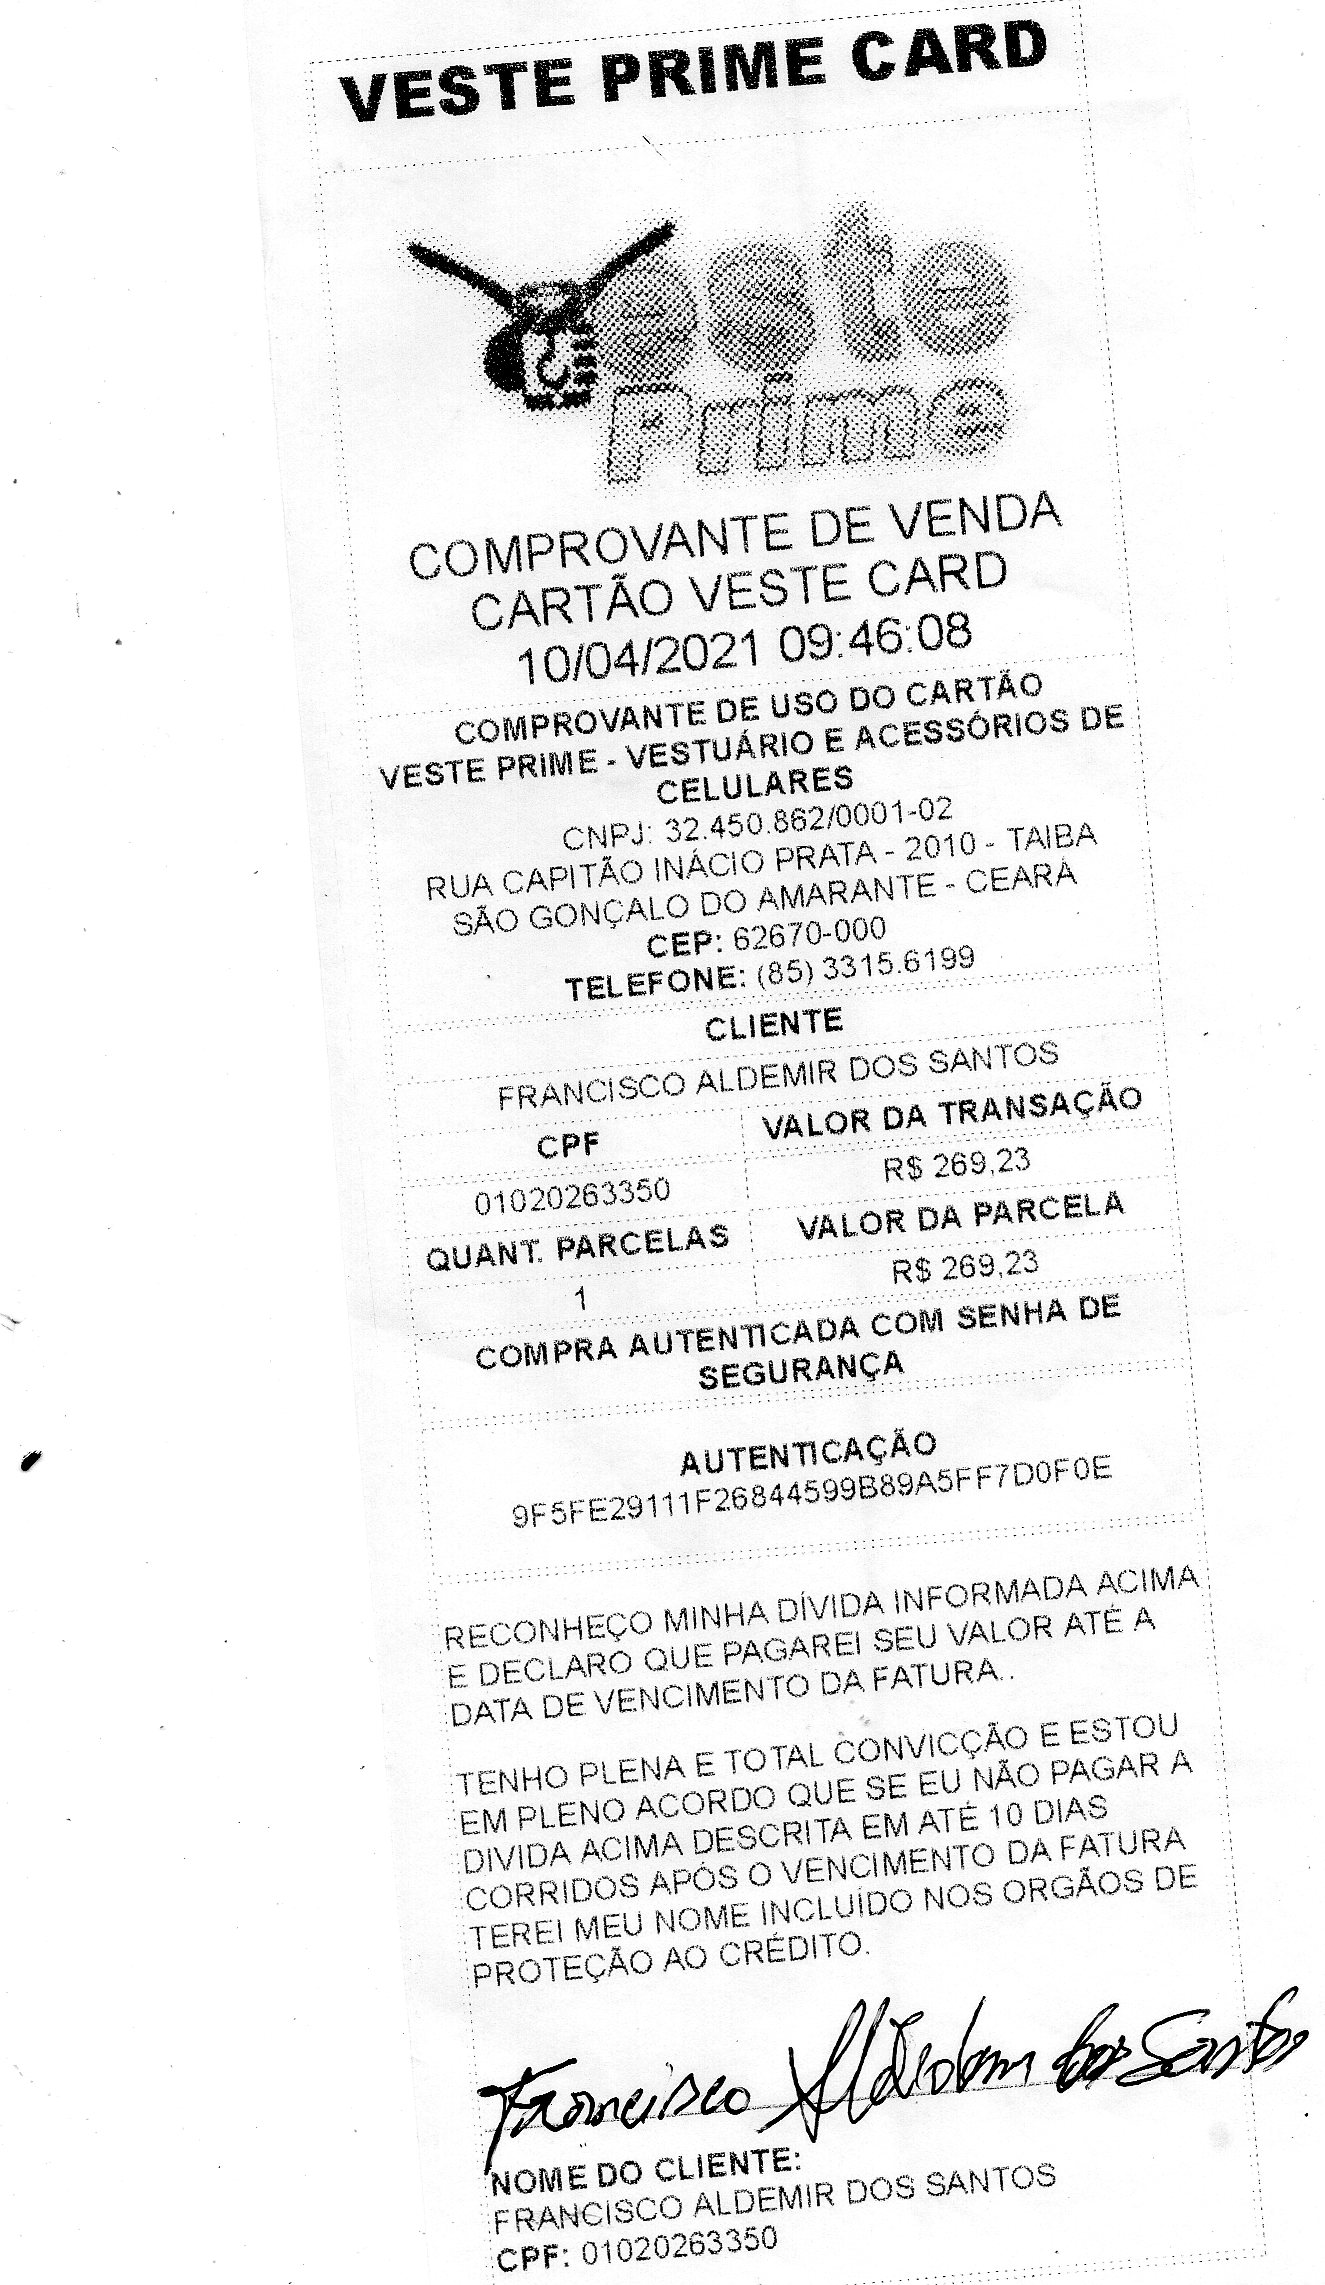 VESTE PRIME CARD
Veste
Prime
COMPROVANTE DE VENDA
CARTÃO VESTE CARD
10/04/2021 09:46:08
COMPROVANTE DE USO DO CARTÃO
VESTE PRIME - VESTUÁRIO E ACESSÓRIOS DE
CELULARES
CNPJ: 32.450.862/0001-02
RUA CAPITÃO INÁCIO PRATA - 2010 - TAIBA
SÃO GONÇALO DO AMARANTE - CEARÁ
CEP: 62670-000
TELEFONE: (85) 3315.6199
CLIENTE
FRANCISCO ALDEMIR DOS SANTOS
CPF VALOR DA TRANSAÇÃO
01020263350 R$ 269,23
QUANT. PARCELAS VALOR DA PARCELA
1 R$ 269,23
COMPRA AUTENTICADA COM SENHA DE
SEGURANÇA
AUTENTICAÇÃO
9F5FE29111F26844599B89A5FF7D0F0E
RECONHEÇO MINHA DÍVIDA INFORMADA ACIMA
E DECLARO QUE PAGAREI SEU VALOR ATÉ A
DATA DE VENCIMENTO DA FATURA..
TENHO PLENA E TOTAL CONVICÇÃO E ESTOU
EM PLENO ACORDO QUE SE EU NÃO PAGAR A
DIVIDA ACIMA DESCRITA EM ATÉ 10 DIAS
CORRIDOS APÓS O VENCIMENTO DA FATURA
TEREI MEU NOME INCLUÍDO NOS ORGÃOS DE
PROTEÇÃO AO CRÉDITO.
Francisco dos Santos
NOME DO CLIENTE:
FRANCISCO ALDEMIR DOS SANTOS
CPF: 01020263350